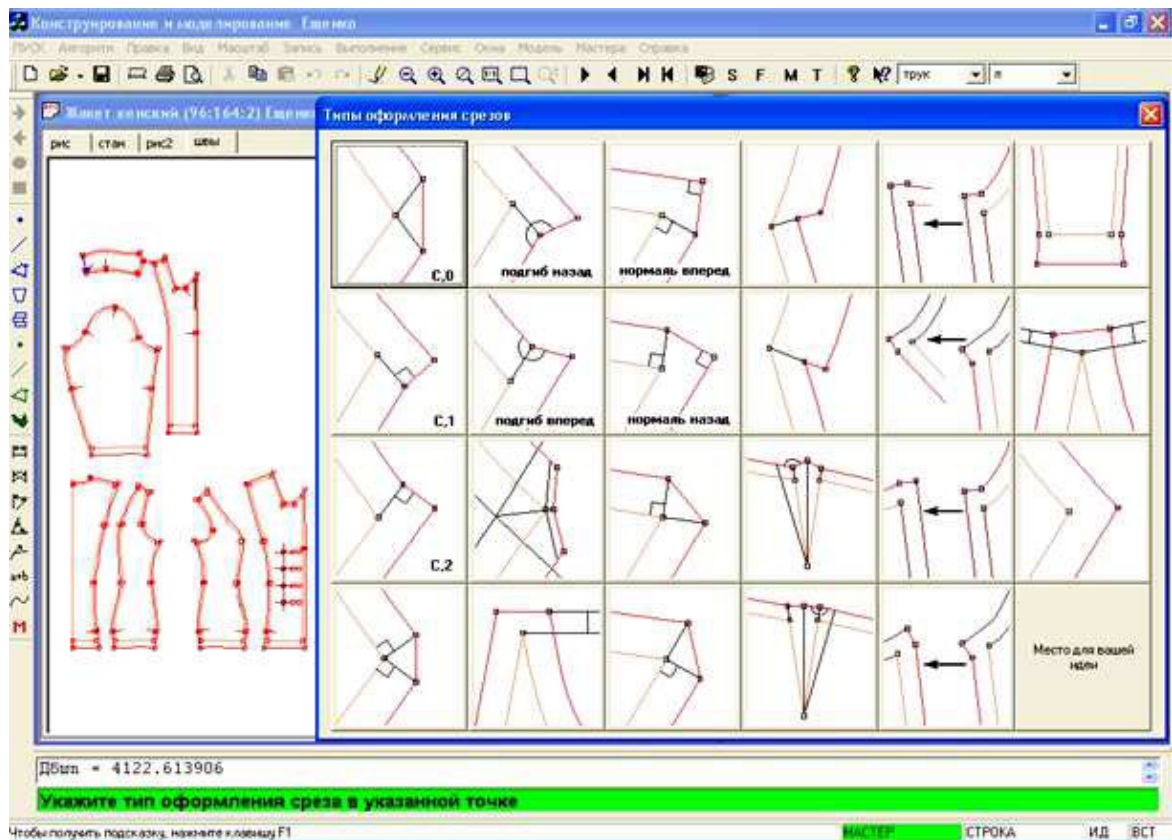 Конструирование и моделирование Ещенко
ПУСК Алгоритм Правка Вид Масштаб Запись Выполнение Сервис Окна Модель Мастера Справка
S F M T трук л
Жакет женский (96:164:2) Ещенко
Типы оформления срезов
рис стан рис2 швы
С,0 подгиб назад нормаль вперед
С,1 подгиб вперед нормаль назад
С,2
Место для вашей
идеи
a+b
М
= 4122.613906
Укажите тип оформления среза в указанной точке
Чтобы получить подсказку, нажмите клавишу F1 МАСТЕР СТРОКА ИД ВСТ